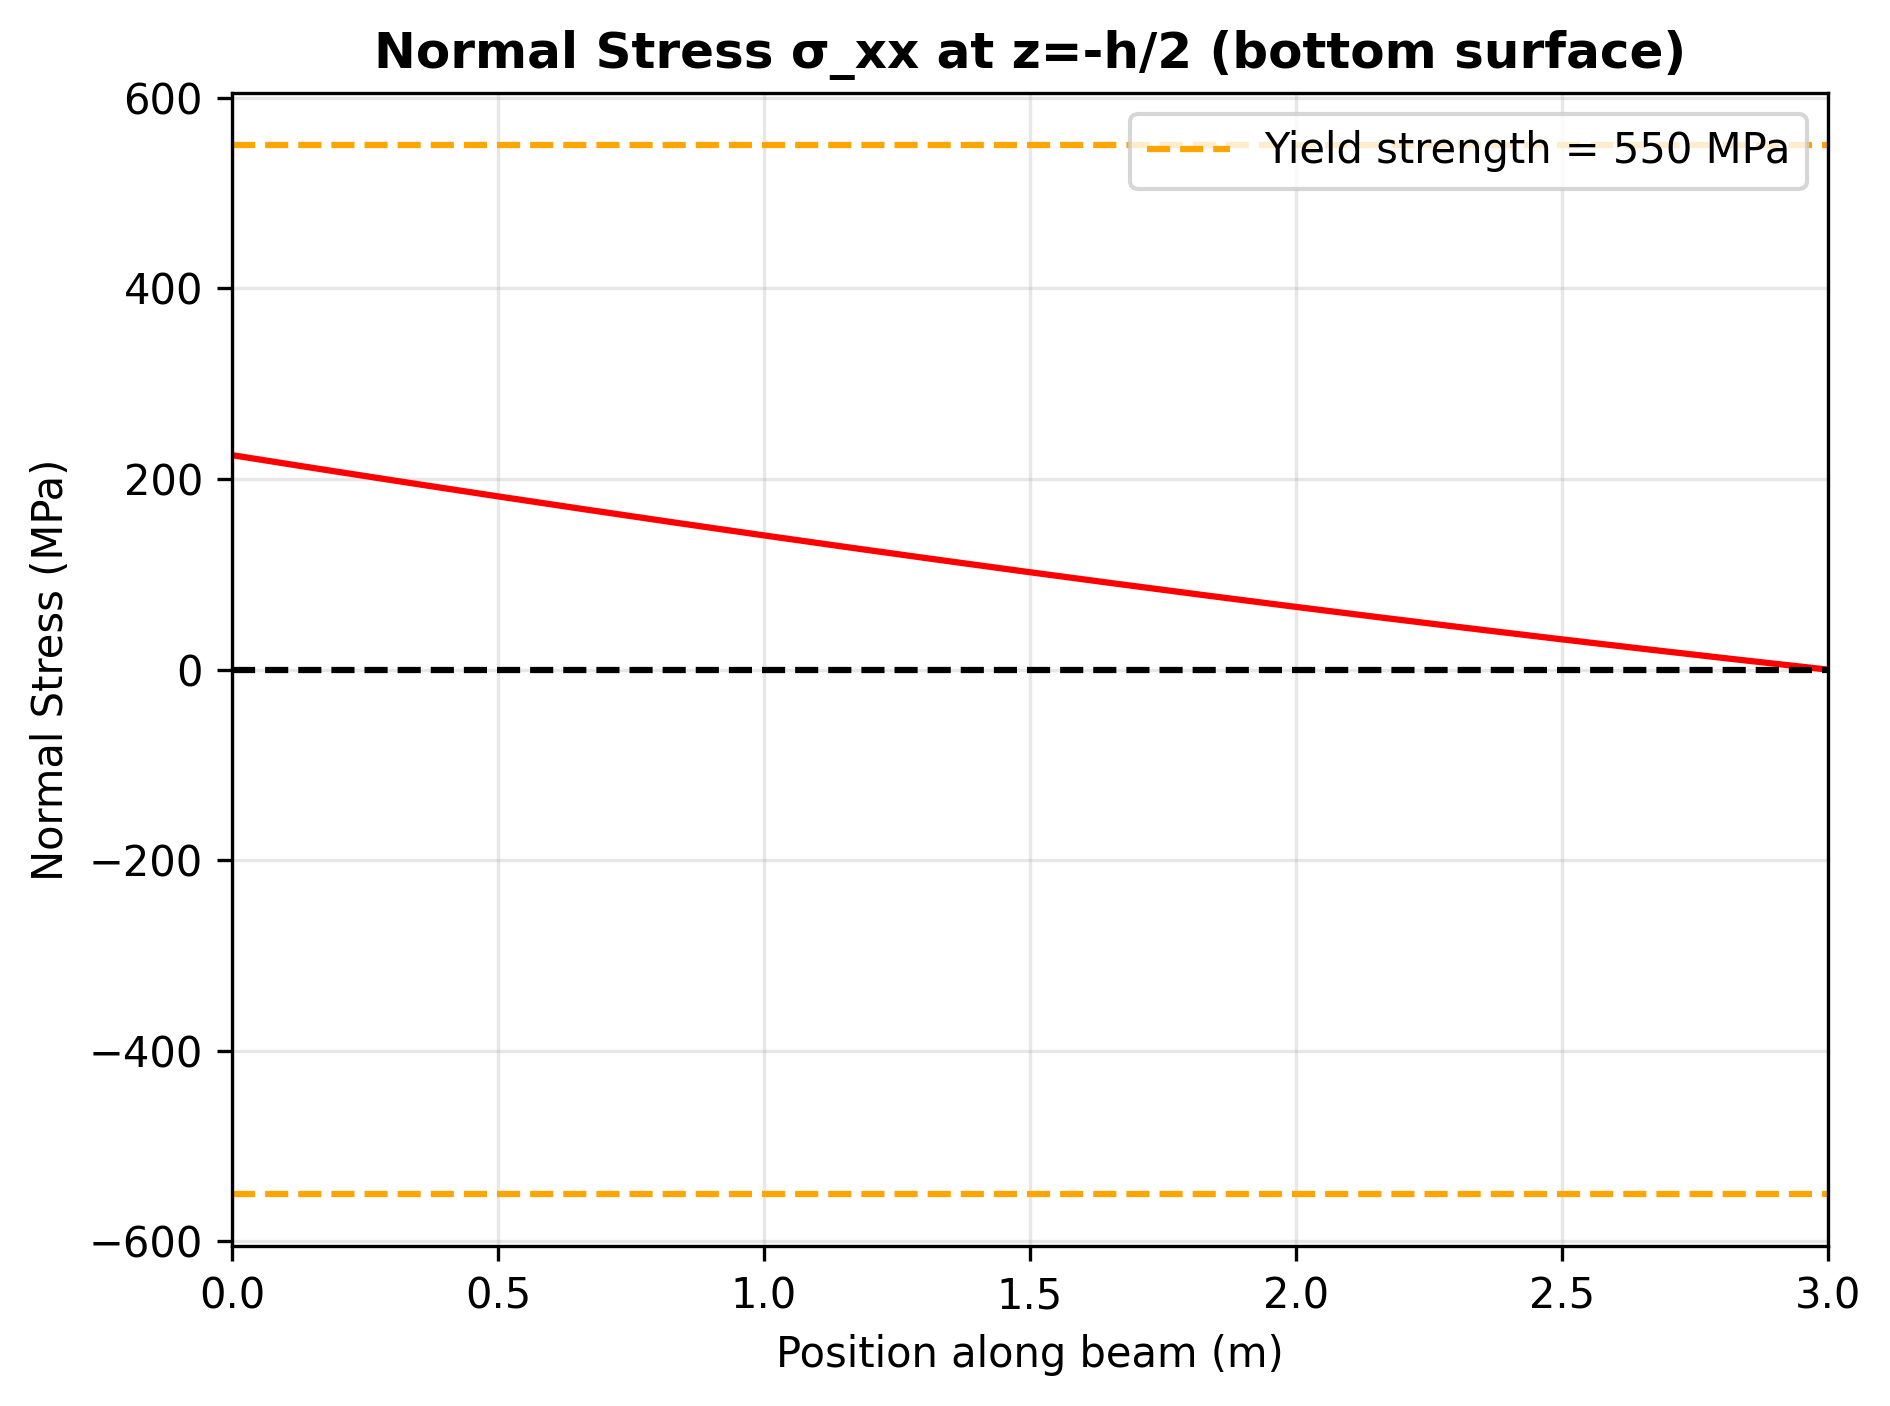 Normal Stress σ_xx at z=-h/2 (bottom surface)
Yield strength = 550 MPa
600
400
200
0
−200
−400
−600
Normal Stress (MPa)
0.0 0.5 1.0 1.5 2.0 2.5 3.0
Position along beam (m)